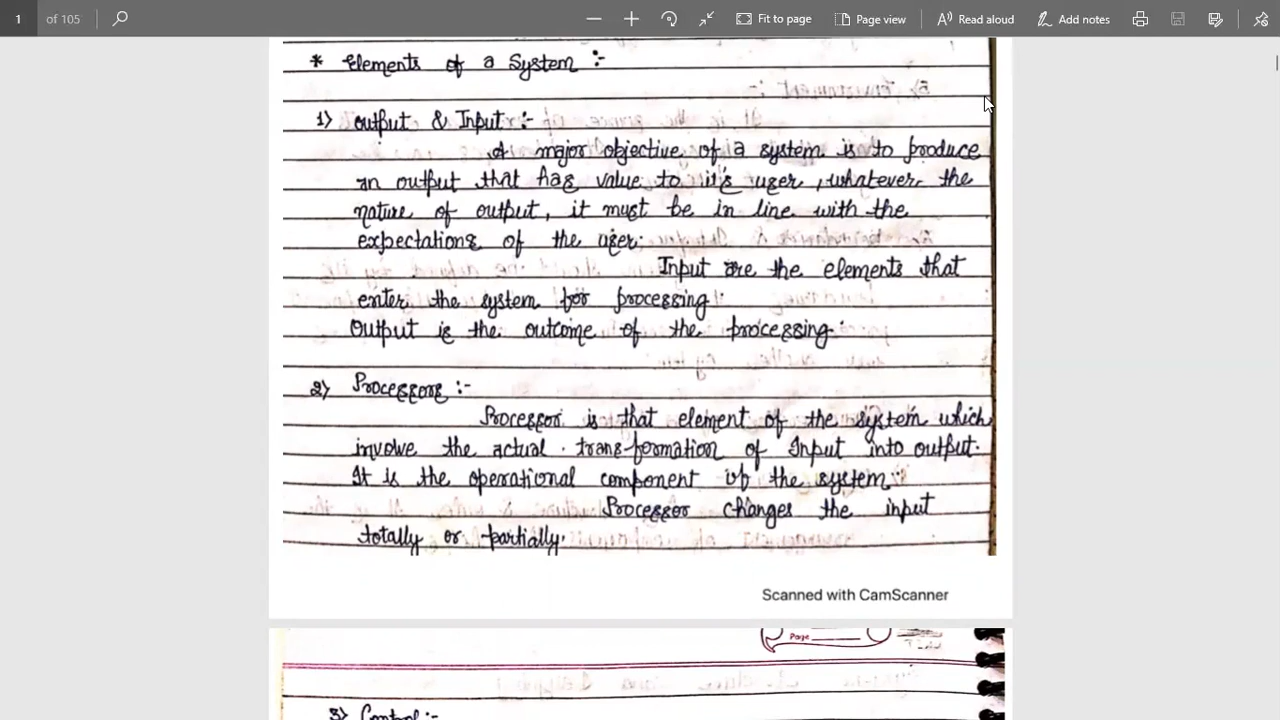 1 of 105 Fit to page Page view Read aloud Add notes
* Elements of a System :-
1) Output & Input :-
A major objective of a system is to produce
an output that has value to it's user, whatever the
nature of output, it must be in line with the
expectations of the user.
Input are the elements that
enter the system for processing.
Output is the outcome of the processing.
2) Processors :-
Processor is that element of the system which
involve the actual transformation of Input into output.
It is the operational component of the system.
Processor changes the input
totally or partially.
Scanned with CamScanner
Page
3) Control :-